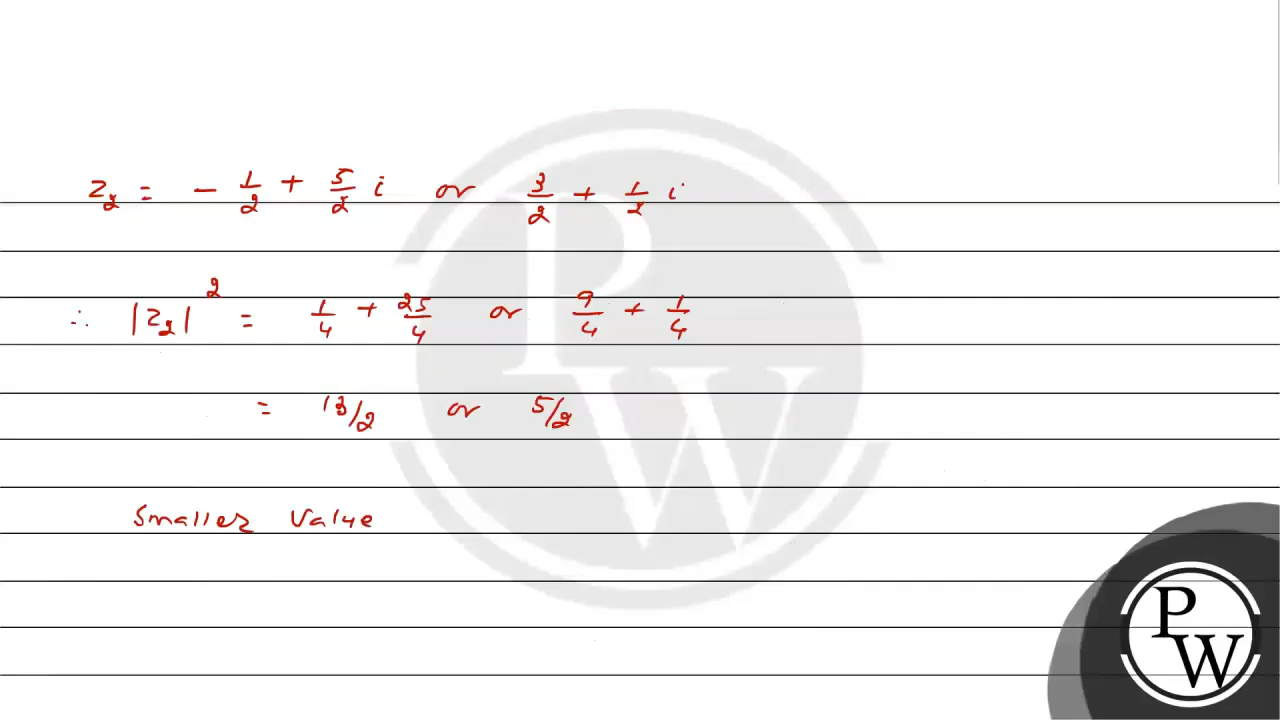 z₂ = - 1/2 + 5/2 i or 3/2 + 1/2 i
∴ |z₂|² = 1/4 + 25/4 or 9/4 + 1/4
= 13/2 or 5/2
Smaller Value
P
W
P
W